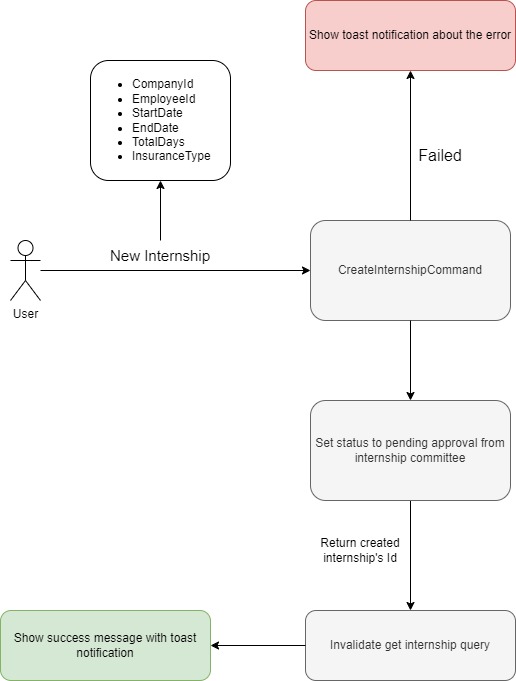 Show toast notification about the error
CompanyId
EmployeeId
StartDate
EndDate
TotalDays
InsuranceType
Failed
New Internship
CreateInternshipCommand
User
Set status to pending approval from
internship committee
Return created
internship's Id
Show success message with toast
notification
Invalidate get internship query